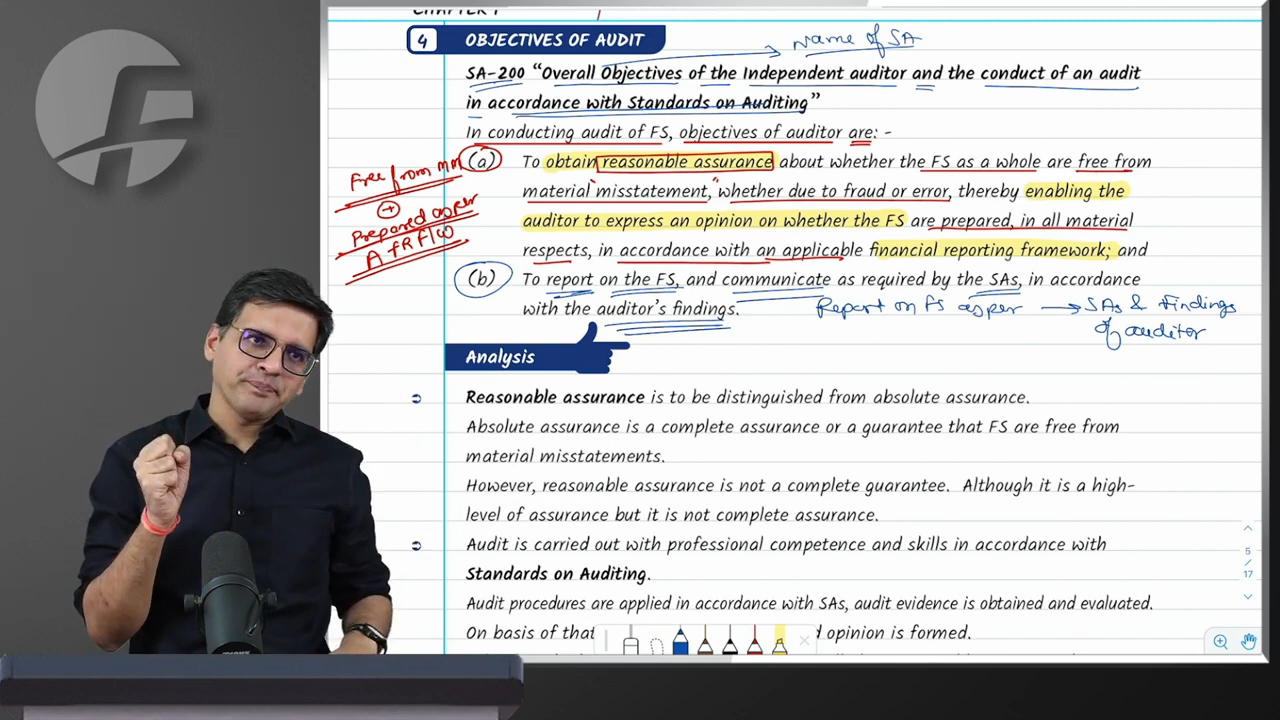 CHAPTER 1
4 OBJECTIVES OF AUDIT
Name of SA
SA-200 “Overall Objectives of the Independent auditor and the conduct of an audit
in accordance with Standards on Auditing”
In conducting audit of FS, objectives of auditor are: -
(a) To obtain reasonable assurance about whether the FS as a whole are free from
material misstatement, whether due to fraud or error, thereby enabling the
auditor to express an opinion on whether the FS are prepared, in all material
respects, in accordance with an applicable financial reporting framework; and
Free from MM
+
Prepared as per
A FR F/W
(b) To report on the FS, and communicate as required by the SAs, in accordance
with the auditor’s findings.
Report on FS as per → SAs & findings
of auditor
Analysis
Reasonable assurance is to be distinguished from absolute assurance.
Absolute assurance is a complete assurance or a guarantee that FS are free from
material misstatements.
However, reasonable assurance is not a complete guarantee. Although it is a high-
level of assurance but it is not complete assurance.
Audit is carried out with professional competence and skills in accordance with
Standards on Auditing.
Audit procedures are applied in accordance with SAs, audit evidence is obtained and evaluated.
On basis of that d opinion is formed.
5
/
17